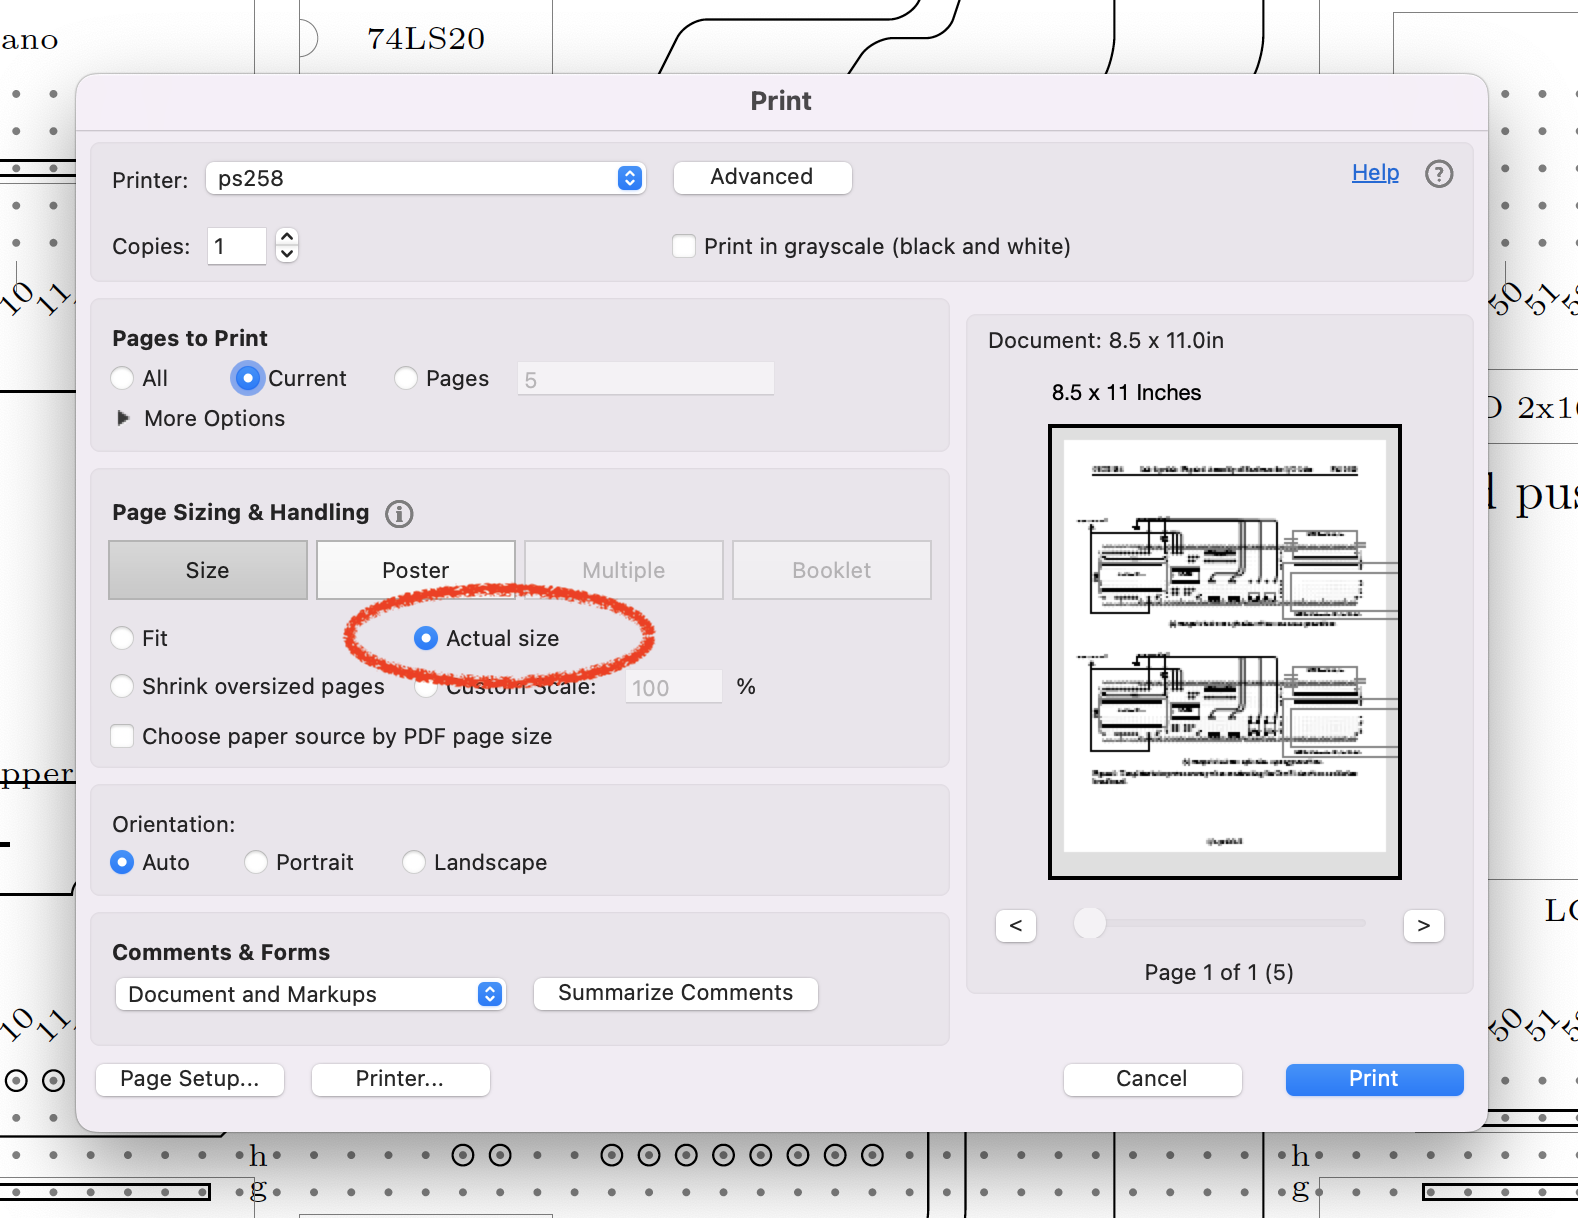 ano
74LS20
Print
Printer: ps258 Advanced Help ?
Copies: 1 Print in grayscale (black and white)
10 11 50 51
Pages to Print
All Current Pages 5
More Options
Document: 8.5 x 11.0in
8.5 x 11 Inches
Page Sizing & Handling i
Size Poster Multiple Booklet
Fit Actual size
Shrink oversized pages Custom Scale: 100 %
Choose paper source by PDF page size
pper
Orientation:
Auto Portrait Landscape
< >
Page 1 of 1 (5)
Comments & Forms
Document and Markups Summarize Comments
10 11 50 51
Page Setup... Printer... Cancel Print
h h
g g